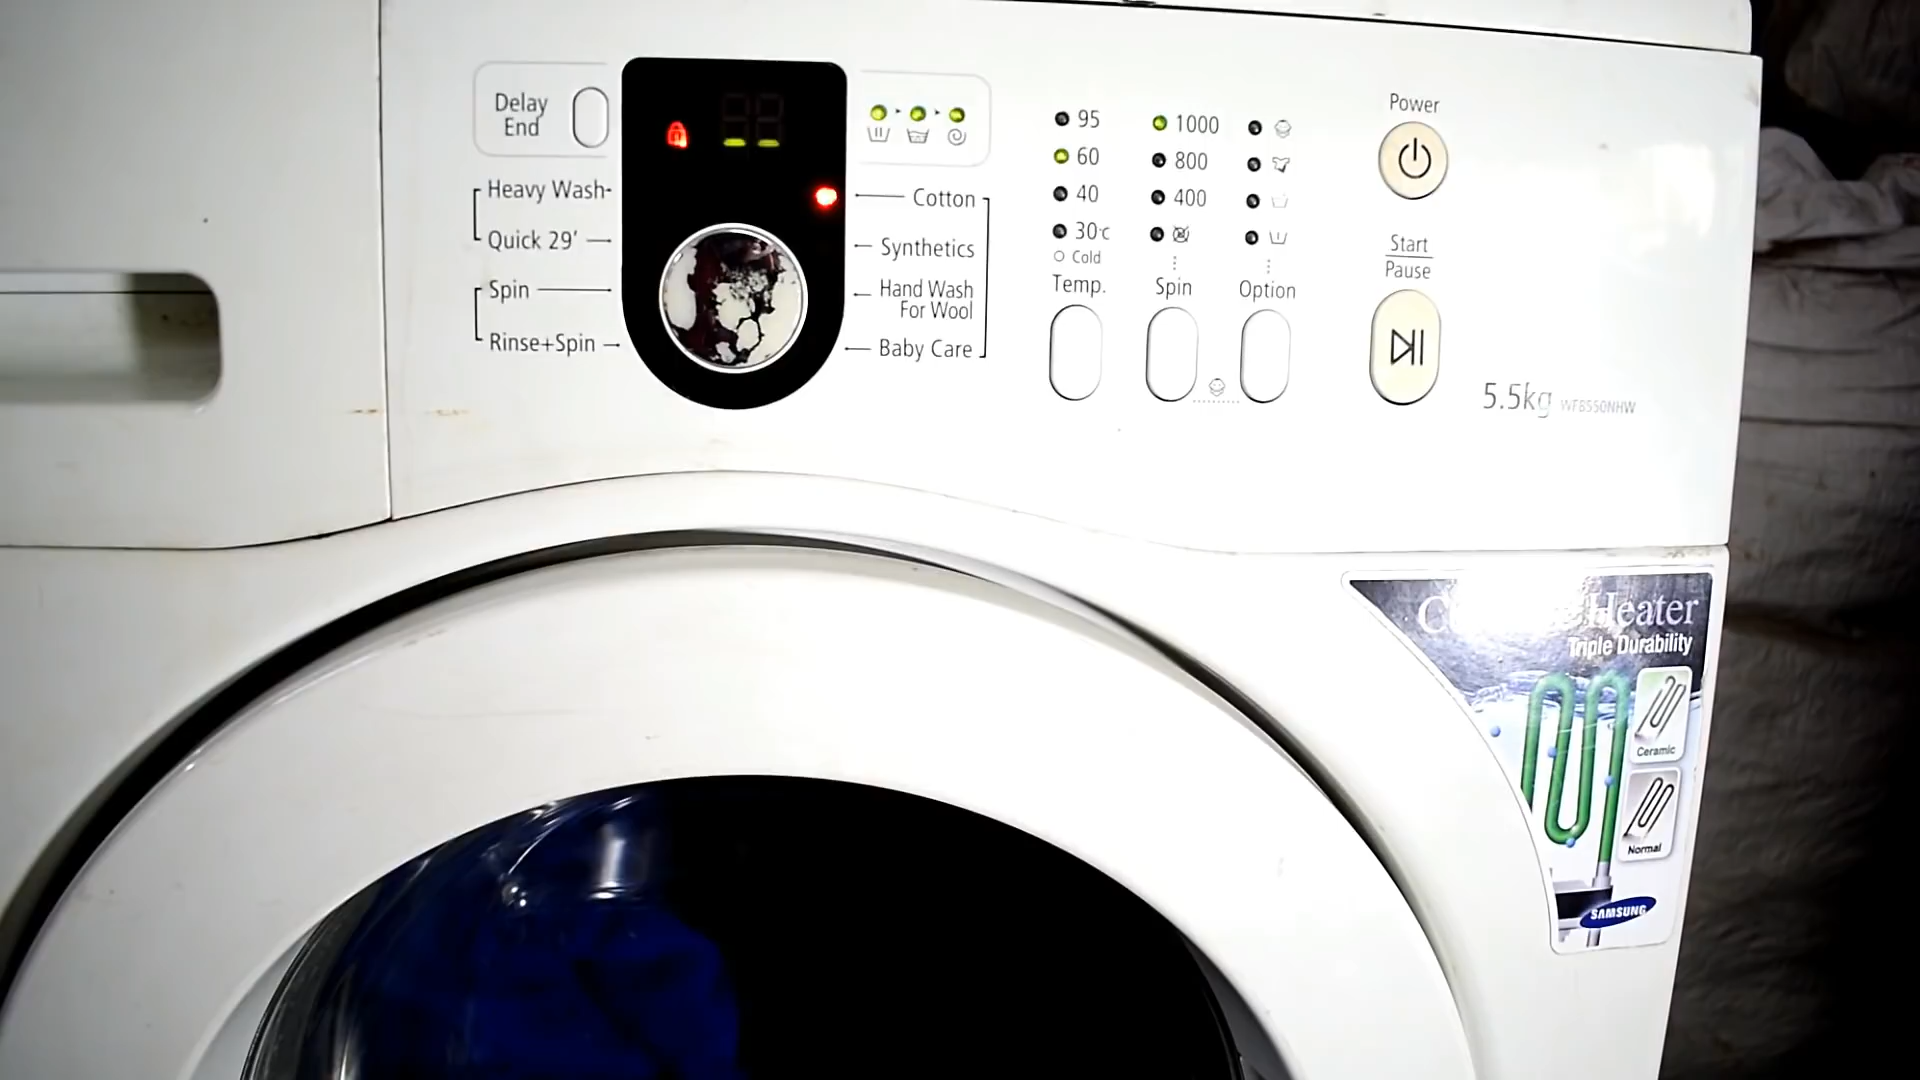 Delay
End
Heavy Wash
Quick 29'
Spin
Rinse+Spin
Cotton
Synthetics
Hand Wash
For Wool
Baby Care
95
60
40
30°c
Cold
Temp.
1000
800
400
Spin
Option
Power
Start
Pause
5.5kg WF8550NHW
Heater
Triple Durability
Ceramic
Normal
SAMSUNG